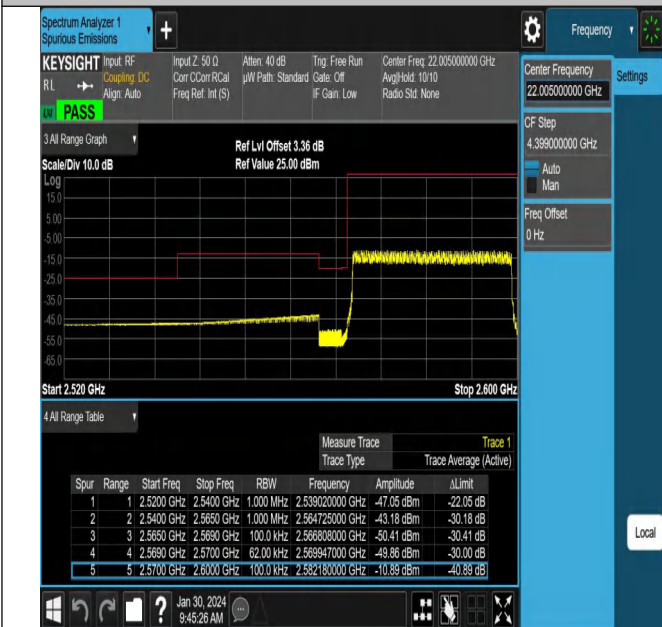 Spectrum Analyzer 1
Spurious Emissions
+
Frequency
KEYSIGHT Input: RF Input Z: 50 Ω Atten: 40 dB Trig: Free Run Center Freq: 22.005000000 GHz
RL Coupling: DC Corr CCorr RCal µW Path: Standard Gate: Off Avg|Hold: 10/10
Align: Auto Freq Ref: Int (S) IF Gain: Low Radio Std: None
PASS
Center Frequency
22.005000000 GHz
Settings
CF Step
4.399000000 GHz
Auto
Man
Freq Offset
0 Hz
3 All Range Graph
Ref Lvl Offset 3.36 dB
Scale/Div 10.0 dB Ref Value 25.00 dBm
Log
15.0
5.00
-5.00
-15.0
-25.0
-35.0
-45.0
-55.0
-65.0
Start 2.520 GHz Stop 2.600 GHz
4 All Range Table
Measure Trace Trace 1
Trace Type Trace Average (Active)
Spur Range Start Freq Stop Freq RBW Frequency Amplitude ΔLimit
1 1 2.5200 GHz 2.5400 GHz 1.000 MHz 2.539020000 GHz -47.05 dBm -22.05 dB
2 2 2.5400 GHz 2.5650 GHz 1.000 MHz 2.564725000 GHz -43.18 dBm -30.18 dB
3 3 2.5650 GHz 2.5690 GHz 100.0 kHz 2.566808000 GHz -50.41 dBm -30.41 dB
4 4 2.5690 GHz 2.5700 GHz 62.00 kHz 2.569947000 GHz -49.86 dBm -30.00 dB
5 5 2.5700 GHz 2.6000 GHz 100.0 kHz 2.582180000 GHz -10.89 dBm -40.89 dB
Local
? Jan 30, 2024
9:45:26 AM